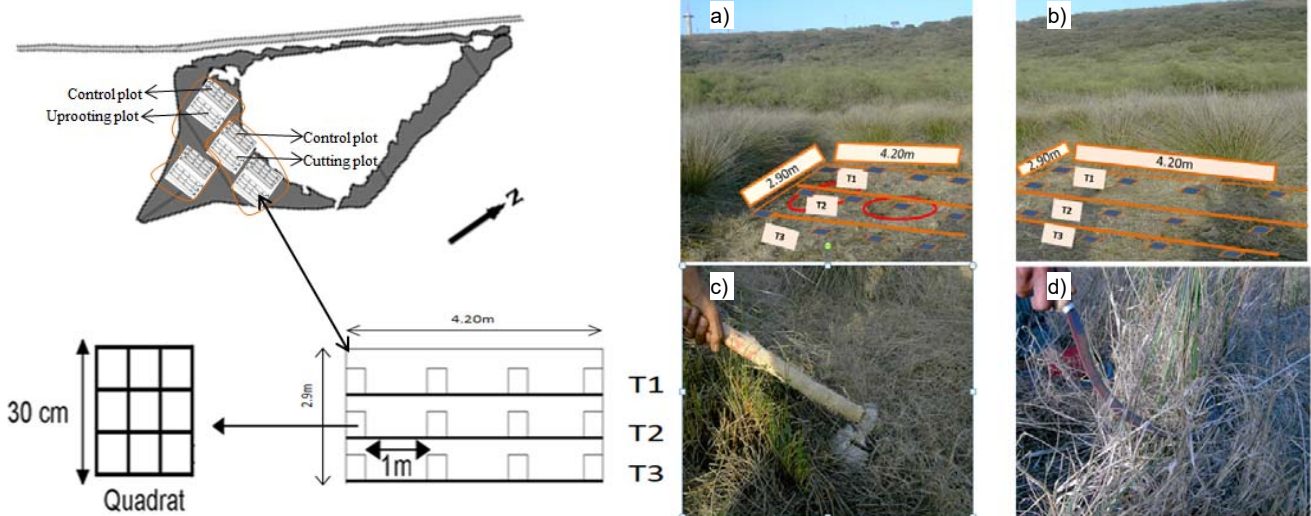 Control plot
Uprooting plot
Control plot
Cutting plot
N
30 cm
Quadrat
4.20m
2.9m
T1
T2
T3
1m
a)
2.90m
4.20m
T1
T2
T3
b)
2.90m
4.20m
T1
T2
T3
c)
d)